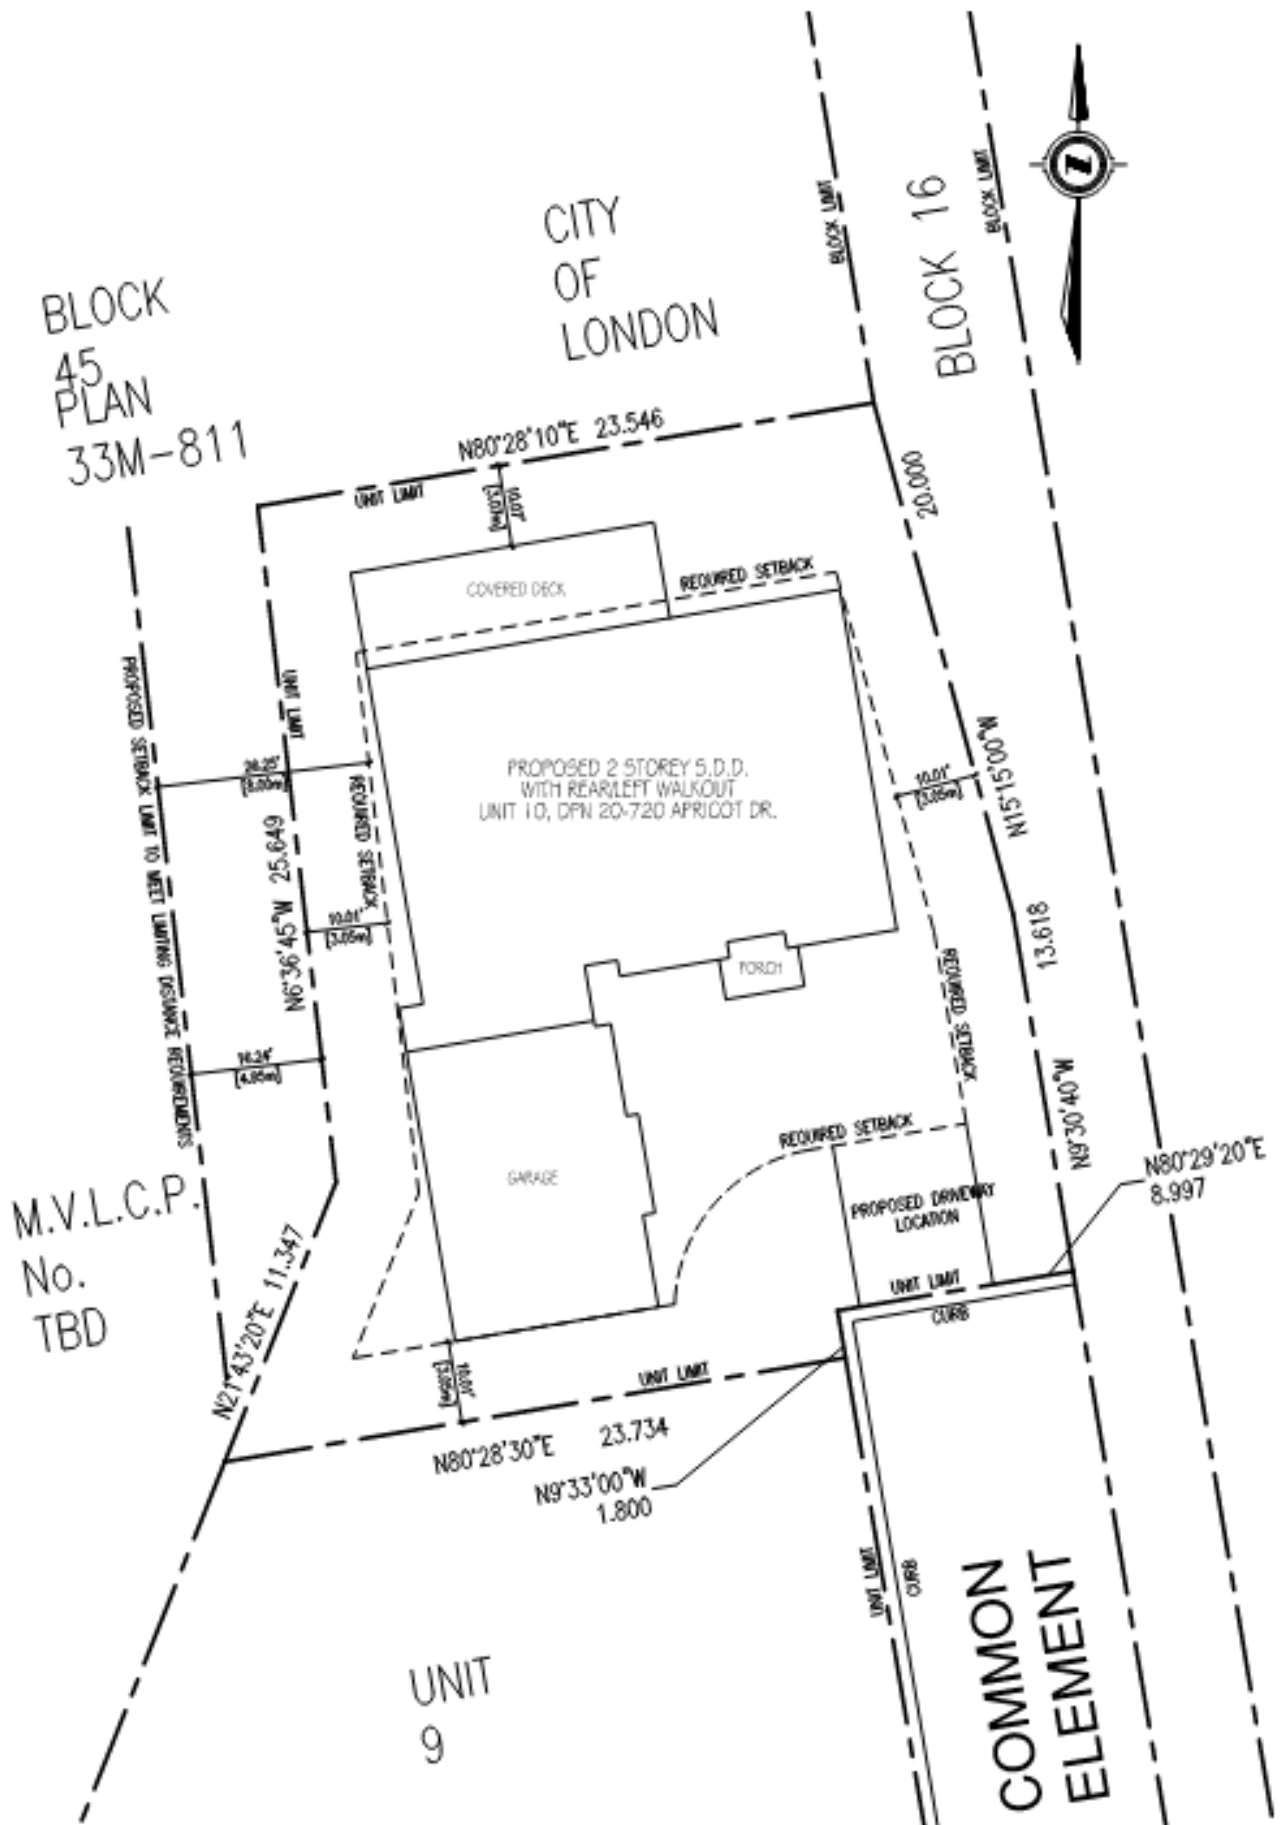 CITY
OF
LONDON
BLOCK LIMIT
BLOCK 16
BLOCK LIMIT
BLOCK
45
PLAN
33M-811
N80°28'10"E 23.546
UNIT LIMIT
10.07'
[3.07m]
20.000
COVERED DECK
REQUIRED SETBACK
PROPOSED SETBACK LIMIT TO MEET LIMITING DISTANCE REQUIREMENTS
UNIT LIMIT
[8.00m]
REQUIRED SETBACK
PROPOSED 2 STOREY S.D.D.
WITH REAR/LEFT WALKOUT
UNIT 10, DPN 20-720 APRICOT DR.
10.01'
[3.05m]
N15°15'00"W
N6°36'45"W 25.649
10.01'
[3.05m]
PORCH
13.618
REQUIRED SETBACK
16.24'
[4.95m]
N9°30'40"W
REQUIRED SETBACK
N80°29'20"E
8.997
GARAGE
PROPOSED DRIVEWAY
LOCATION
M.V.L.C.P.
No.
TBD
N21°43'20"E 11.347
UNIT LIMIT
CURB
10.01'
[3.05m]
UNIT LIMIT
N80°28'30"E 23.734
N9°33'00"W
1.800
UNIT LIMIT
CURB
COMMON
ELEMENT
UNIT
9